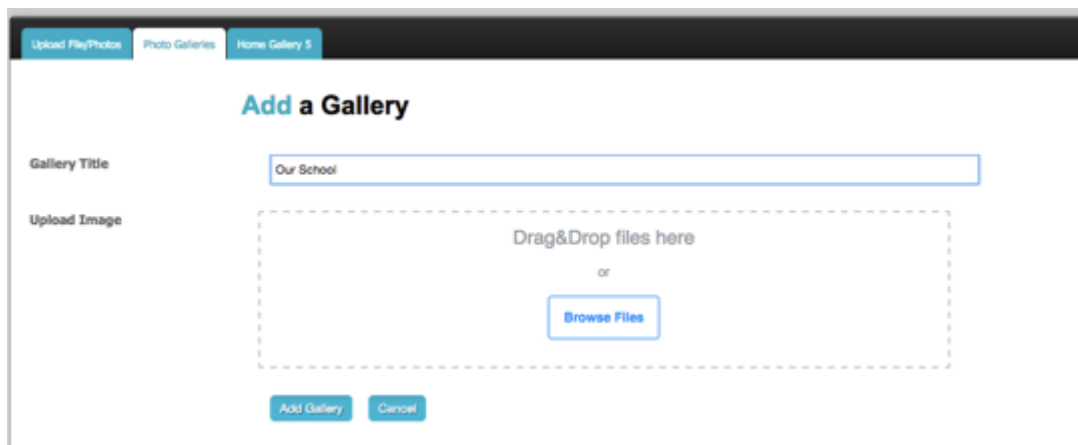 Upload File/Photos
Photo Galleries
Home Gallery 5
Add a Gallery
Gallery Title
Our School
Upload Image
Drag&Drop files here
or
Browse Files
Add Gallery
Cancel